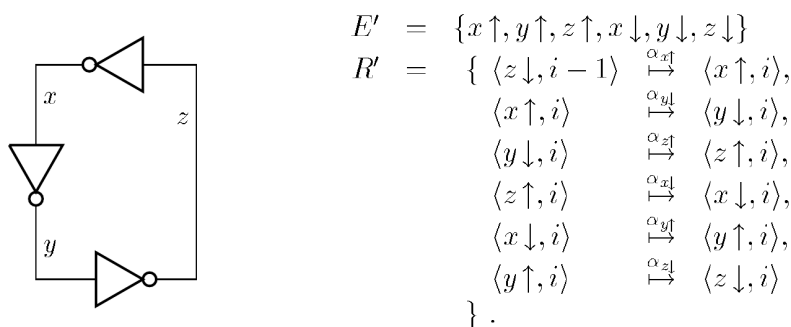 x
z
y
E′ = {x↑, y↑, z↑, x↓, y↓, z↓}
R′ = { ⟨z↓, i − 1⟩ α_{x↑} ↦ ⟨x↑, i⟩,
⟨x↑, i⟩ α_{y↓} ↦ ⟨y↓, i⟩,
⟨y↓, i⟩ α_{z↑} ↦ ⟨z↑, i⟩,
⟨z↑, i⟩ α_{x↓} ↦ ⟨x↓, i⟩,
⟨x↓, i⟩ α_{y↑} ↦ ⟨y↑, i⟩,
⟨y↑, i⟩ α_{z↓} ↦ ⟨z↓, i⟩
} .